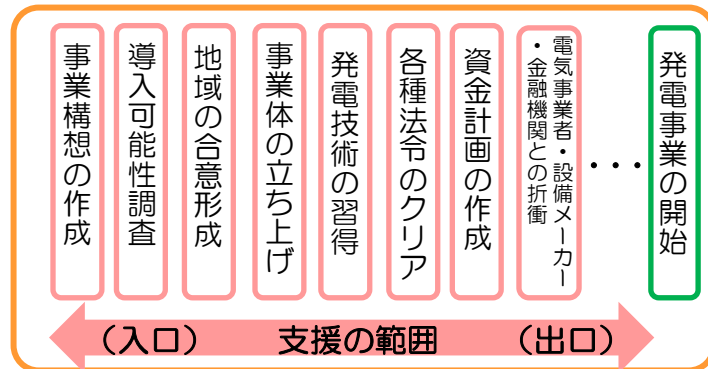 事業構想の作成
導入可能性調査
地域の合意形成
事業体の立ち上げ
発電技術の習得
各種法令のクリア
資金計画の作成
電気事業者・設備メーカー
・金融機関との折衝
・・・
発電事業の開始
（入口） 支援の範囲 （出口）